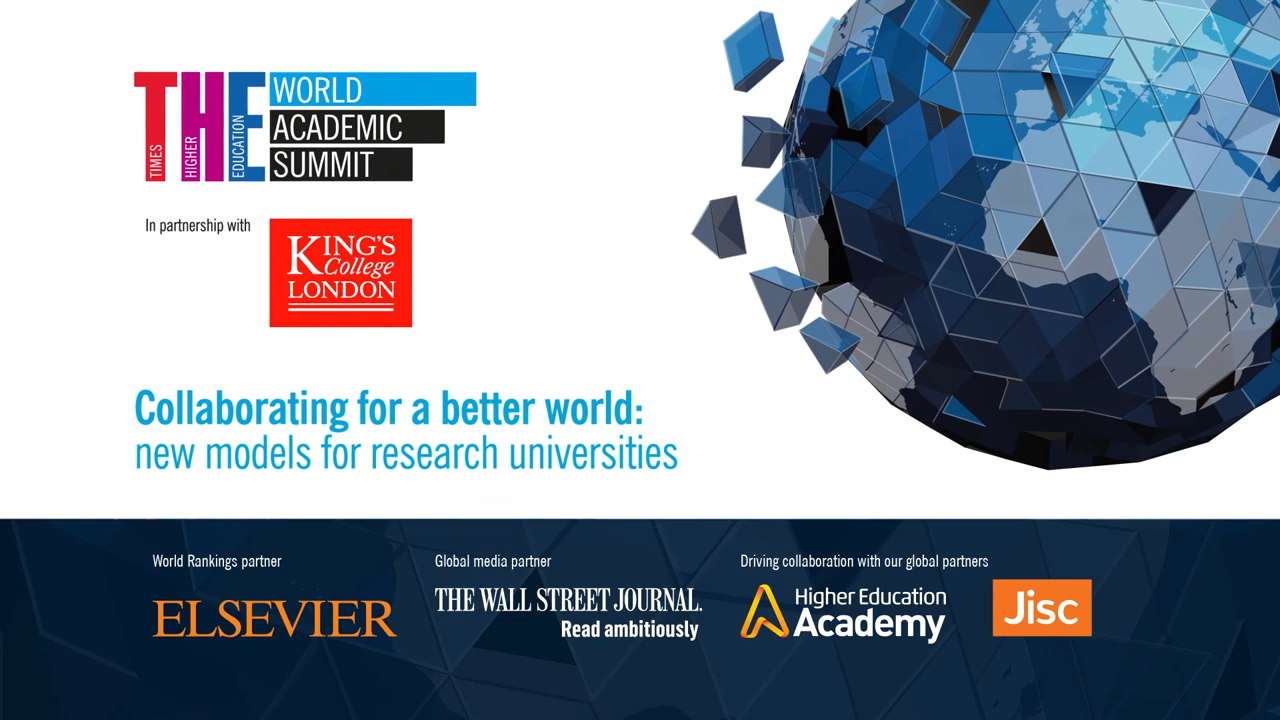 THE
TIMES
HIGHER
EDUCATION
WORLD
ACADEMIC
SUMMIT
In partnership with
KING'S
College
LONDON
Collaborating for a better world:
new models for research universities
World Rankings partner
ELSEVIER
Global media partner
THE WALL STREET JOURNAL.
Read ambitiously
Driving collaboration with our global partners
Higher Education
Academy
Jisc